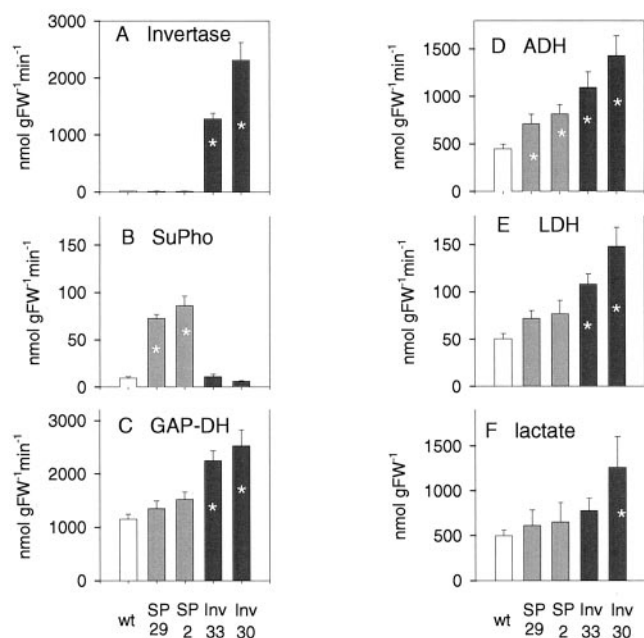 A Invertase
nmol gFW⁻¹min⁻¹
3000
2000
1000
0
*
*
B SuPho
nmol gFW⁻¹min⁻¹
150
100
50
0
*
*
C GAP-DH
nmol gFW⁻¹min⁻¹
3000
2000
1000
0
*
*
wt
SP 29
SP 2
Inv 33
Inv 30
D ADH
nmol gFW⁻¹min⁻¹
1500
1000
500
0
*
*
*
*
E LDH
nmol gFW⁻¹min⁻¹
150
100
50
0
*
*
F lactate
nmol gFW⁻¹
1500
1000
500
0
*
wt
SP 29
SP 2
Inv 33
Inv 30